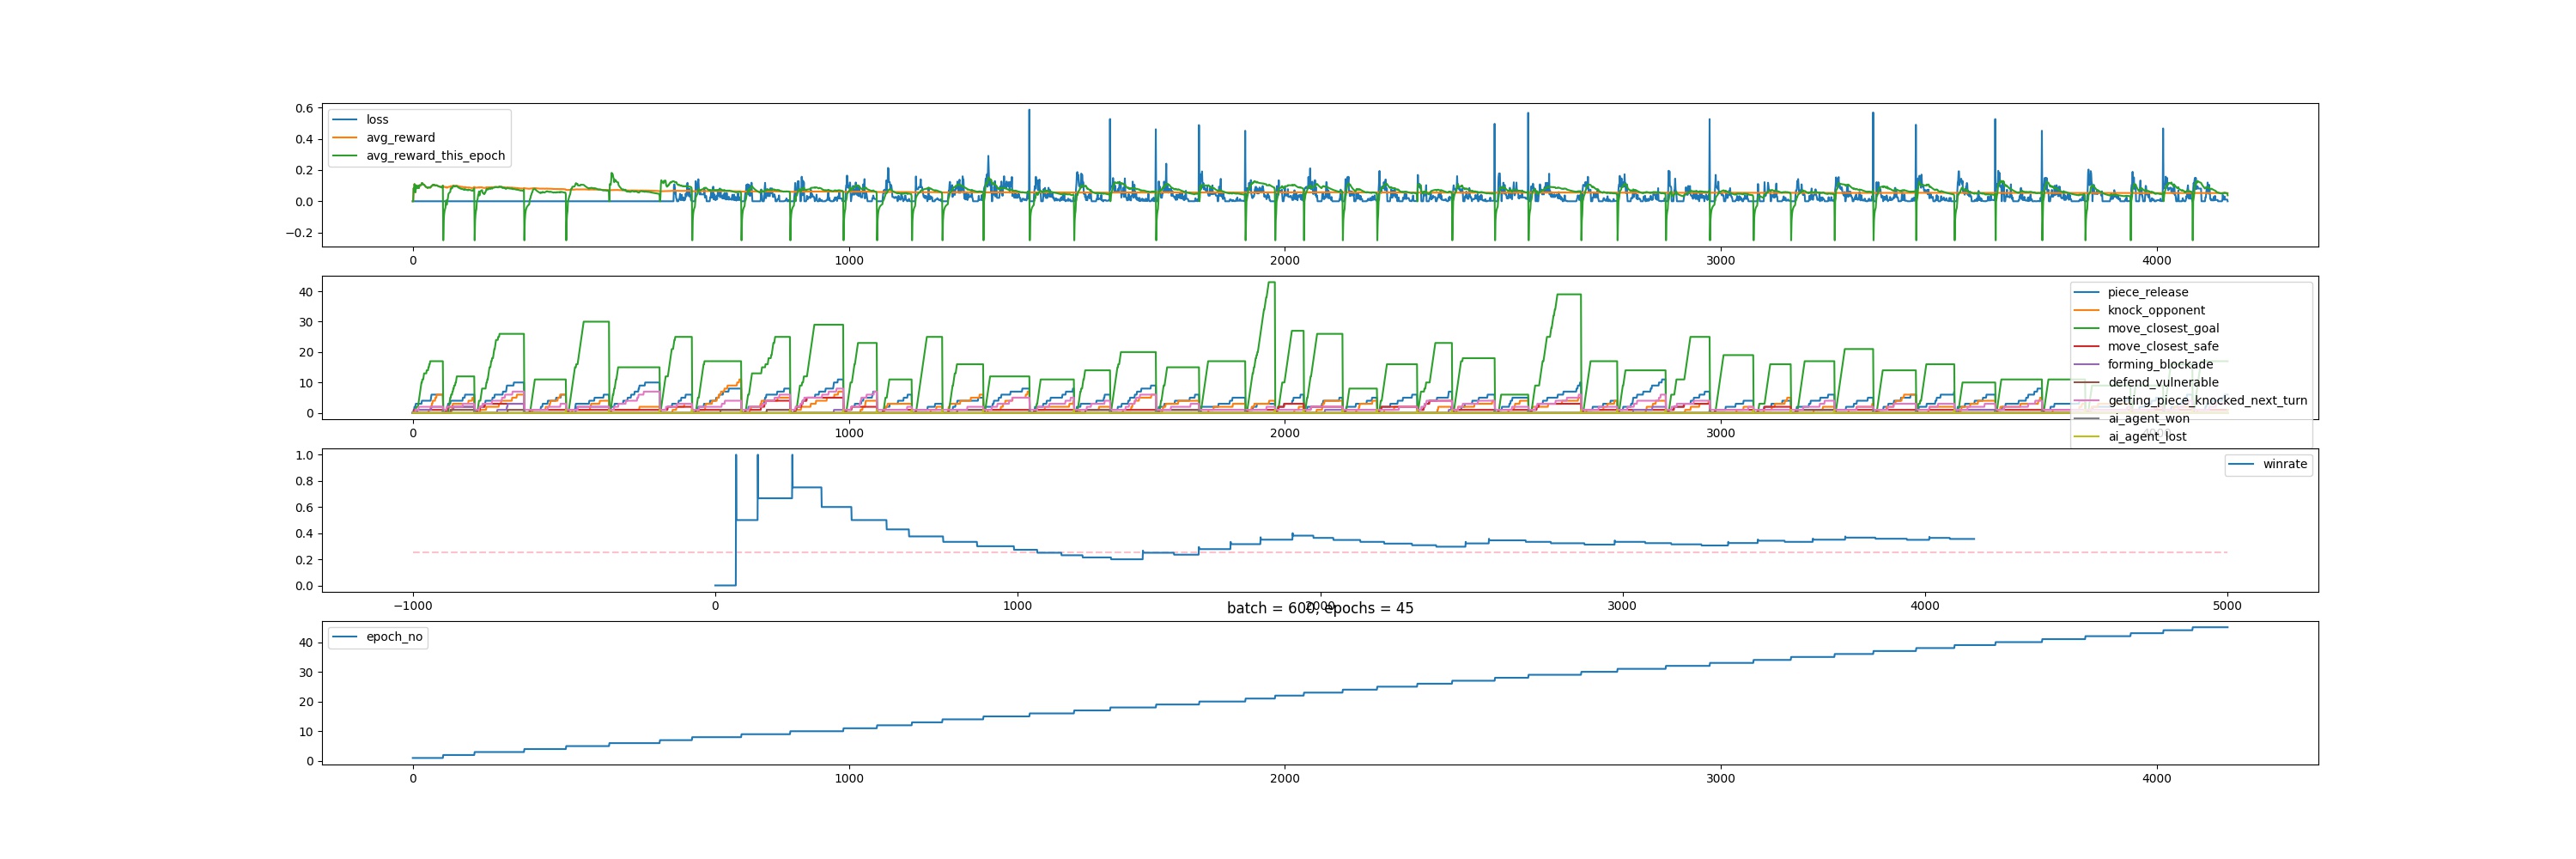 0.6
0.4
0.2
0.0
−0.2
loss
avg_reward
avg_reward_this_epoch
0 1000 2000 3000 4000
40
30
20
10
0
piece_release
knock_opponent
move_closest_goal
move_closest_safe
forming_blockade
defend_vulnerable
getting_piece_knocked_next_turn
ai_agent_won
ai_agent_lost
0 1000 2000 3000 4000
1.0
0.8
0.6
0.4
0.2
0.0
winrate
−1000 0 1000 2000 3000 4000 5000
batch = 600, epochs = 45
40
30
20
10
0
epoch_no
0 1000 2000 3000 4000